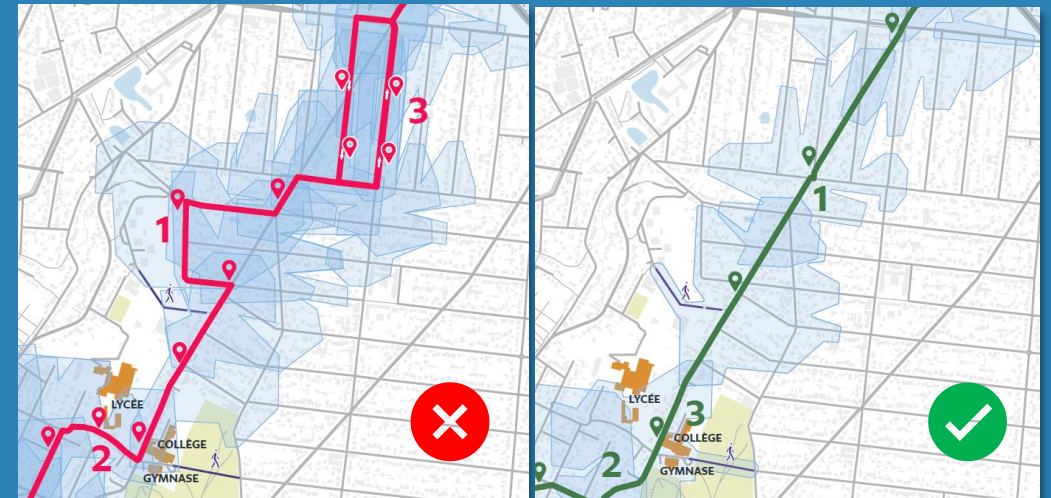 3
1
LYCÉE
COLLÈGE
2
GYMNASE
1
LYCÉE
3
COLLÈGE
2
GYMNASE